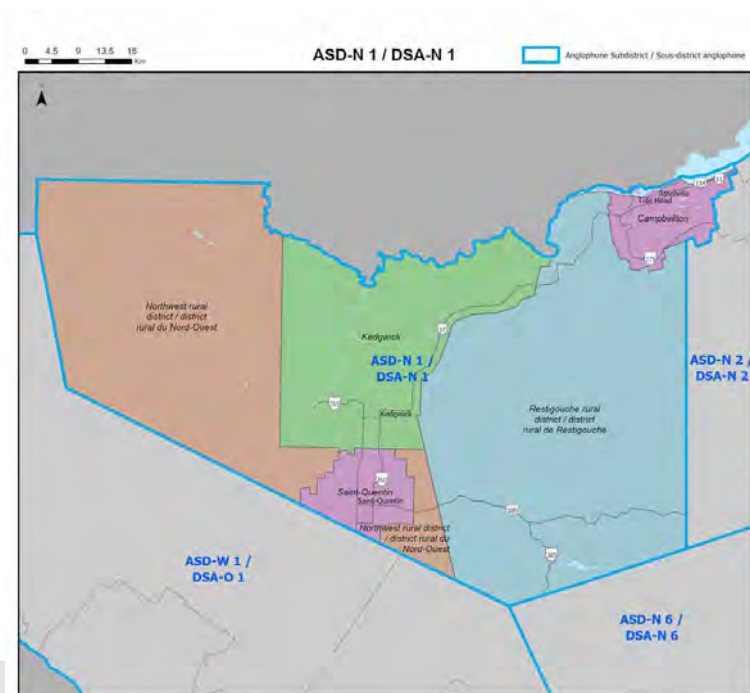 0 4.5 9 13.5 18
Km
ASD-N 1 / DSA-N 1
Anglophone Subdistrict / Sous-district anglophone
Atholville
Tide Head
Campbellton
Northwest rural
district / district
rural du Nord-Ouest
Kedgwick
17
ASD-N 1 /
DSA-N 1
ASD-N 2 /
DSA-N 2
Kedgwick
Restigouche rural
district / district
rural de Restigouche
Saint-Quentin
Saint-Quentin
Northwest rural district
/ district rural du
Nord-Ouest
ASD-W 1 /
DSA-O 1
ASD-N 6 /
DSA-N 6